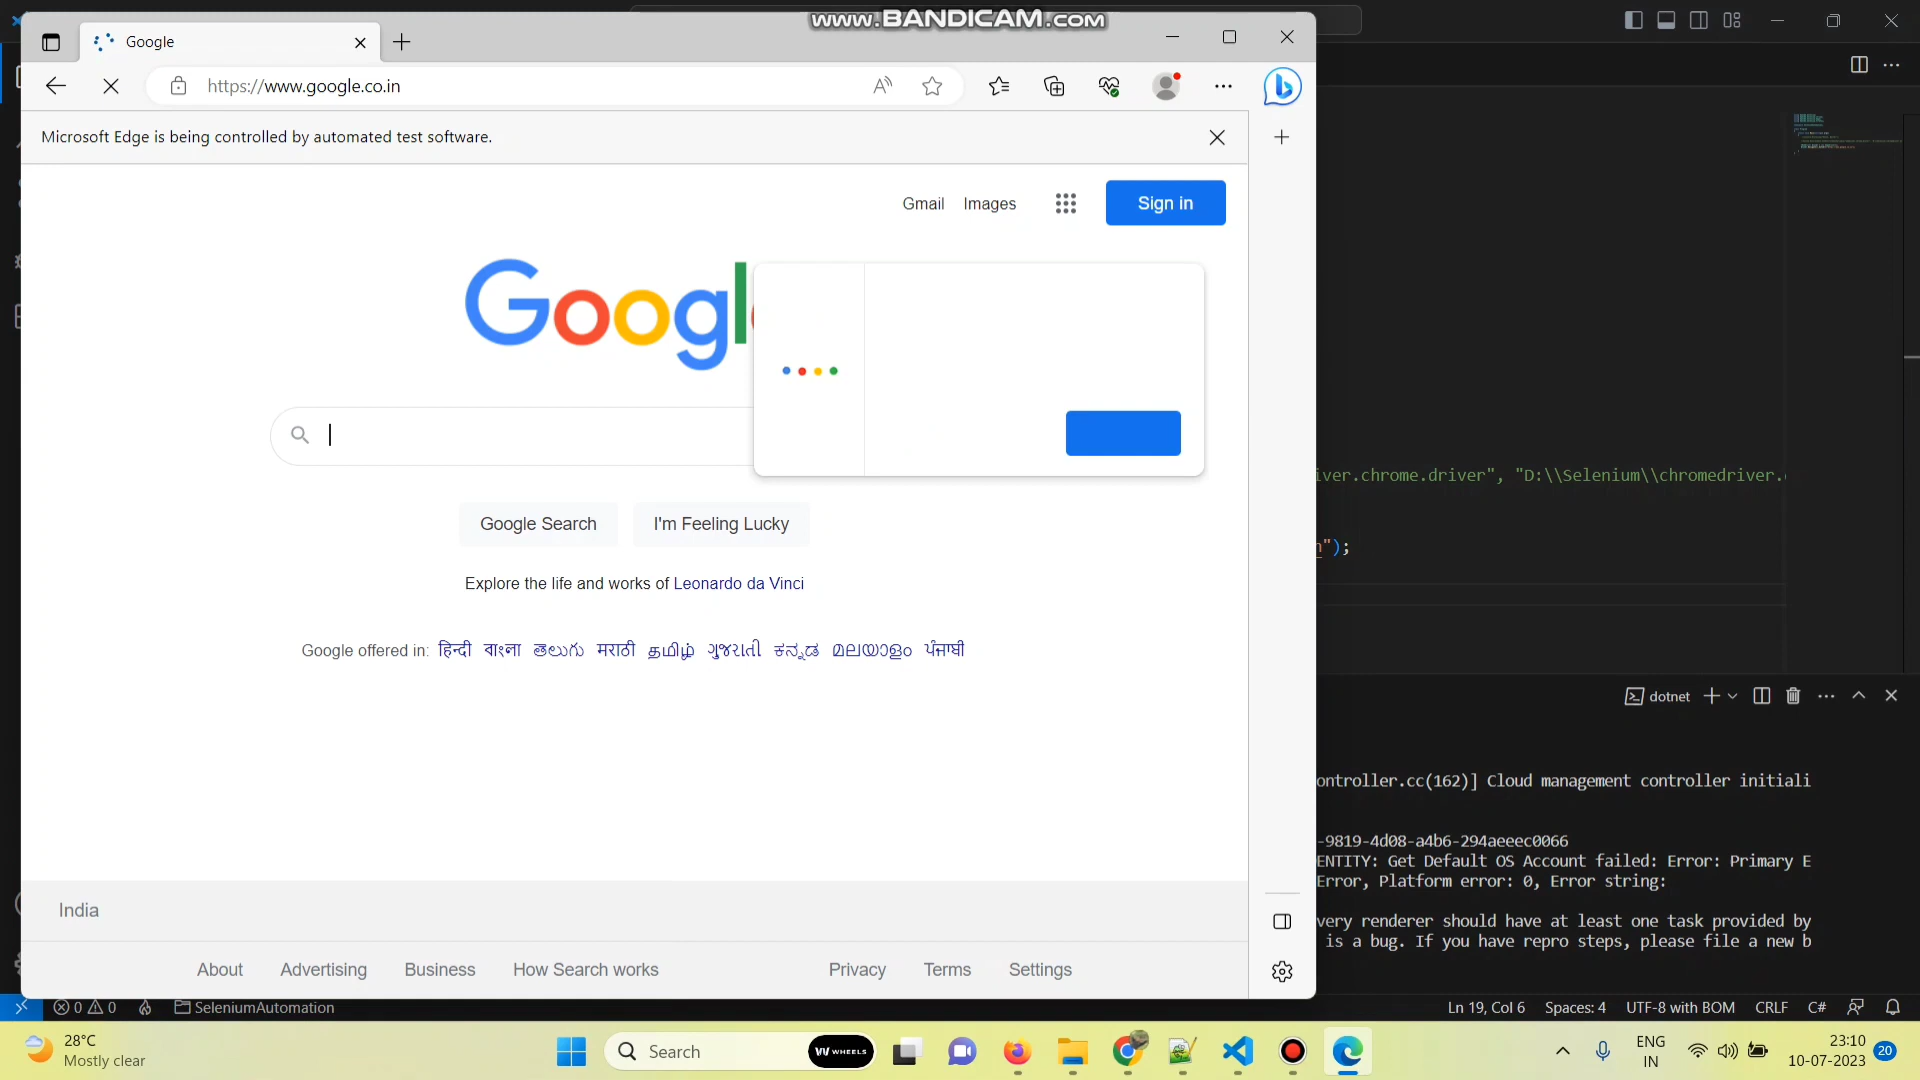 www.BANDICAM.com
Google
https://www.google.co.in
Microsoft Edge is being controlled by automated test software.
Gmail Images Sign in
Google
Google Search I'm Feeling Lucky
Explore the life and works of Leonardo da Vinci
Google offered in: हिन्दी বাংলা తెలుగు मराठी தமிழ் ગુજરાતી ಕನ್ನಡ മലയാളം ਪੰਜਾਬੀ
India
About Advertising Business How Search works Privacy Terms Settings
iver.chrome.driver", "D:\\Selenium\\chromedriver.
");
dotnet
ontroller.cc(162)] Cloud management controller initiali
-9819-4d08-a4b6-294aeeec0066
ENTITY: Get Default OS Account failed: Error: Primary E
Error, Platform error: 0, Error string:
very renderer should have at least one task provided by
is a bug. If you have repro steps, please file a new b
0 0 SeleniumAutomation Ln 19, Col 6 Spaces: 4 UTF-8 with BOM CRLF C#
28°C
Mostly clear
Search
WHEELS
ENG
IN
23:10
10-07-2023
20